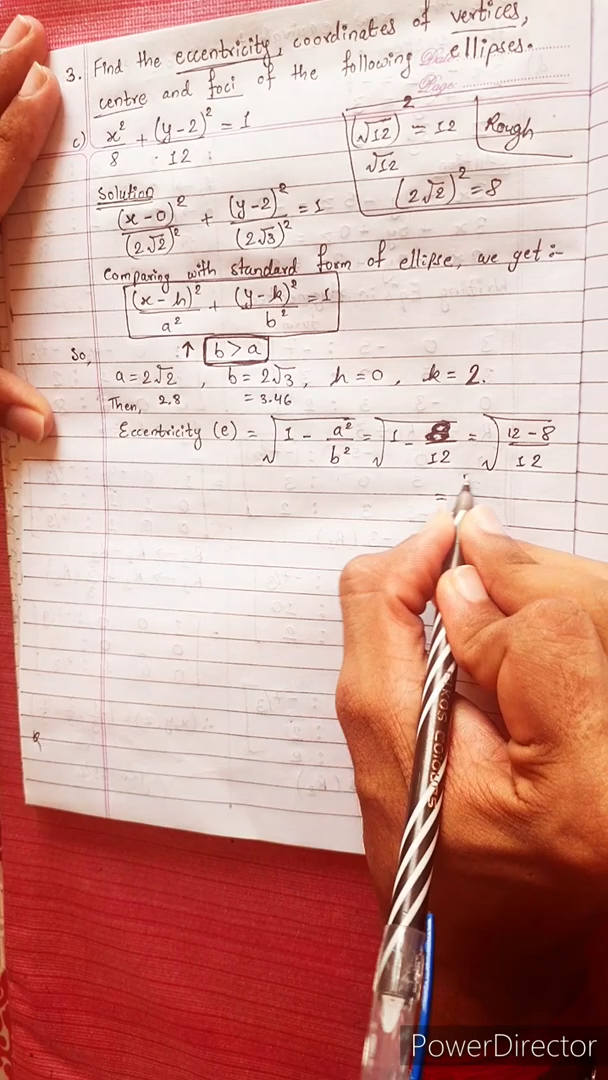 3. Find the eccentricity, coordinates of vertices,
centre and foci of the following ellipses.
Date:
Page:
c) x²/8 + (y-2)²/12 = 1
(√12)² = 12
√12
(2√2)² = 8
Rough
Solution
(x-0)²/(2√2)² + (y-2)²/(2√3)² = 1
Comparing with standard form of ellipse, we get :-
(x-h)²/a² + (y-k)²/b² = 1
↑ b > a
So,
a = 2√2 , b = 2√3 , h = 0 , k = 2.
2.8 = 3.46
Then,
Eccentricity (e) = √(1 - a²/b²) = √(1 - 8/12) = √((12-8)/12)
=
PowerDirector